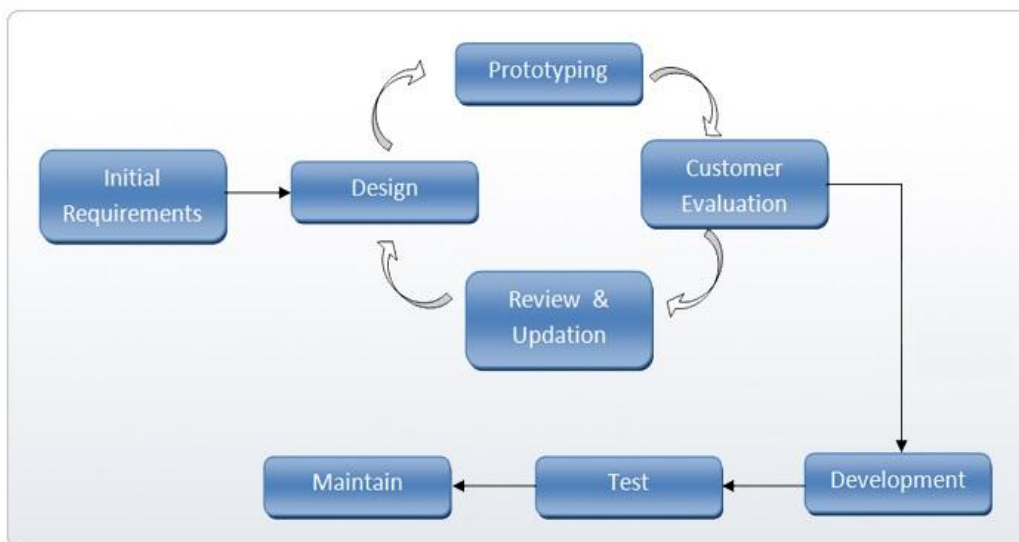 Prototyping
Initial
Requirements
Design
Customer
Evaluation
Review &
Updation
Maintain
Test
Development